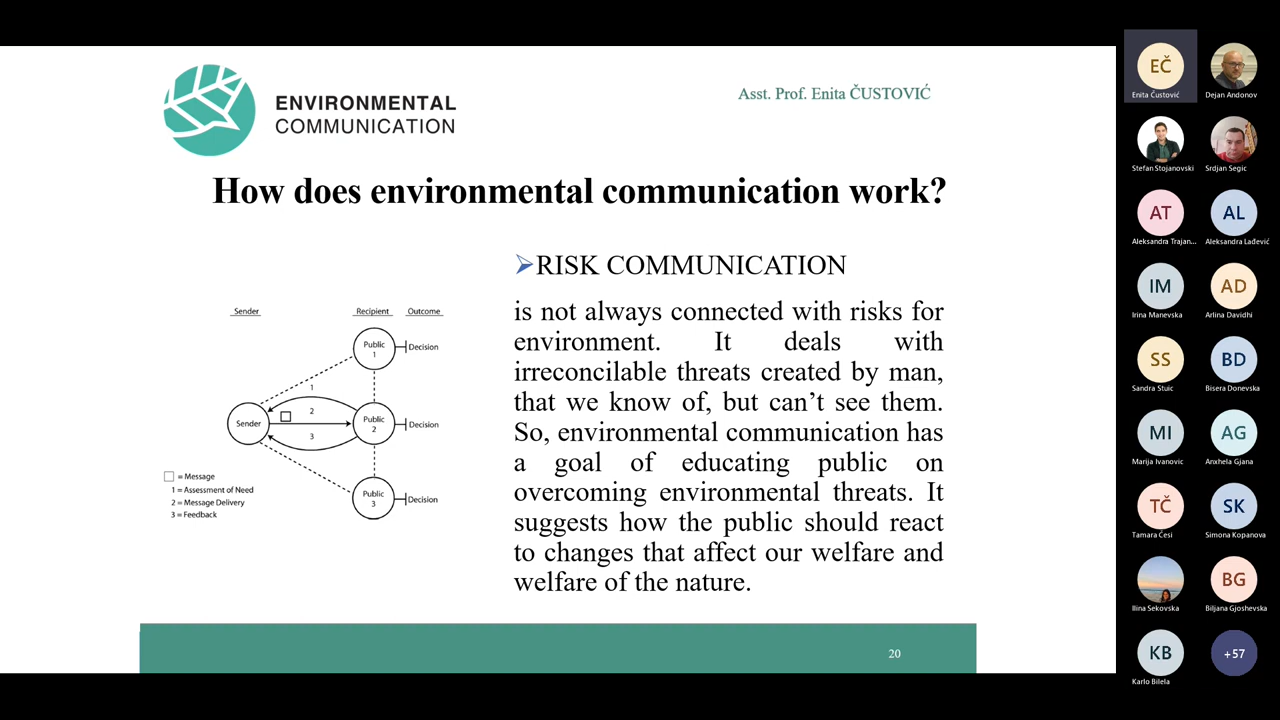 ENVIRONMENTAL
COMMUNICATION
Asst. Prof. Enita ČUSTOVIĆ
How does environmental communication work?
RISK COMMUNICATION
is not always connected with risks for
environment. It deals with
irreconcilable threats created by man,
that we know of, but can't see them.
So, environmental communication has
a goal of educating public on
overcoming environmental threats. It
suggests how the public should react
to changes that affect our welfare and
welfare of the nature.
Sender
Recipient
Outcome
Public
1
Decision
1
2
Sender
Public
2
Decision
3
Public
3
Decision
= Message
1 = Assessment of Need
2 = Message Delivery
3 = Feedback
20
EČ
Enita Čustović
Dejan Andonov
Stefan Stojanovski
Srdjan Segic
AT
Aleksandra Trajan...
AL
Aleksandra Lađević
IM
Irina Manevska
AD
Arlina Davidhi
SS
Sandra Stuic
BD
Bisera Donevska
MI
Marija Ivanovic
AG
Anxhela Gjana
TČ
Tamara Česi
SK
Simona Kopanova
Ilina Sekovska
BG
Biljana Gjoshevska
KB
Karlo Bilela
+57